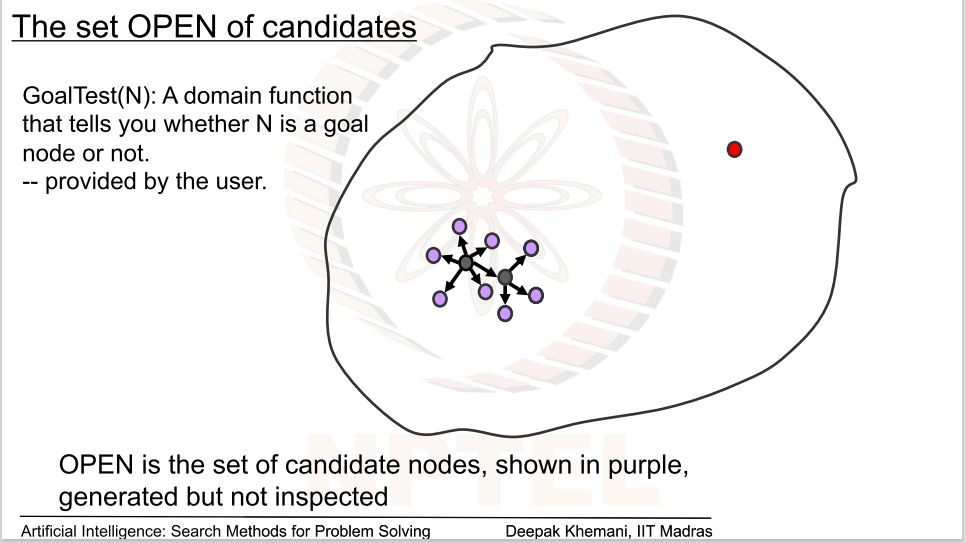 The set OPEN of candidates
GoalTest(N): A domain function
that tells you whether N is a goal
node or not.
-- provided by the user.
OPEN is the set of candidate nodes, shown in purple,
generated but not inspected
NPTEL
Artificial Intelligence: Search Methods for Problem Solving
Deepak Khemani, IIT Madras